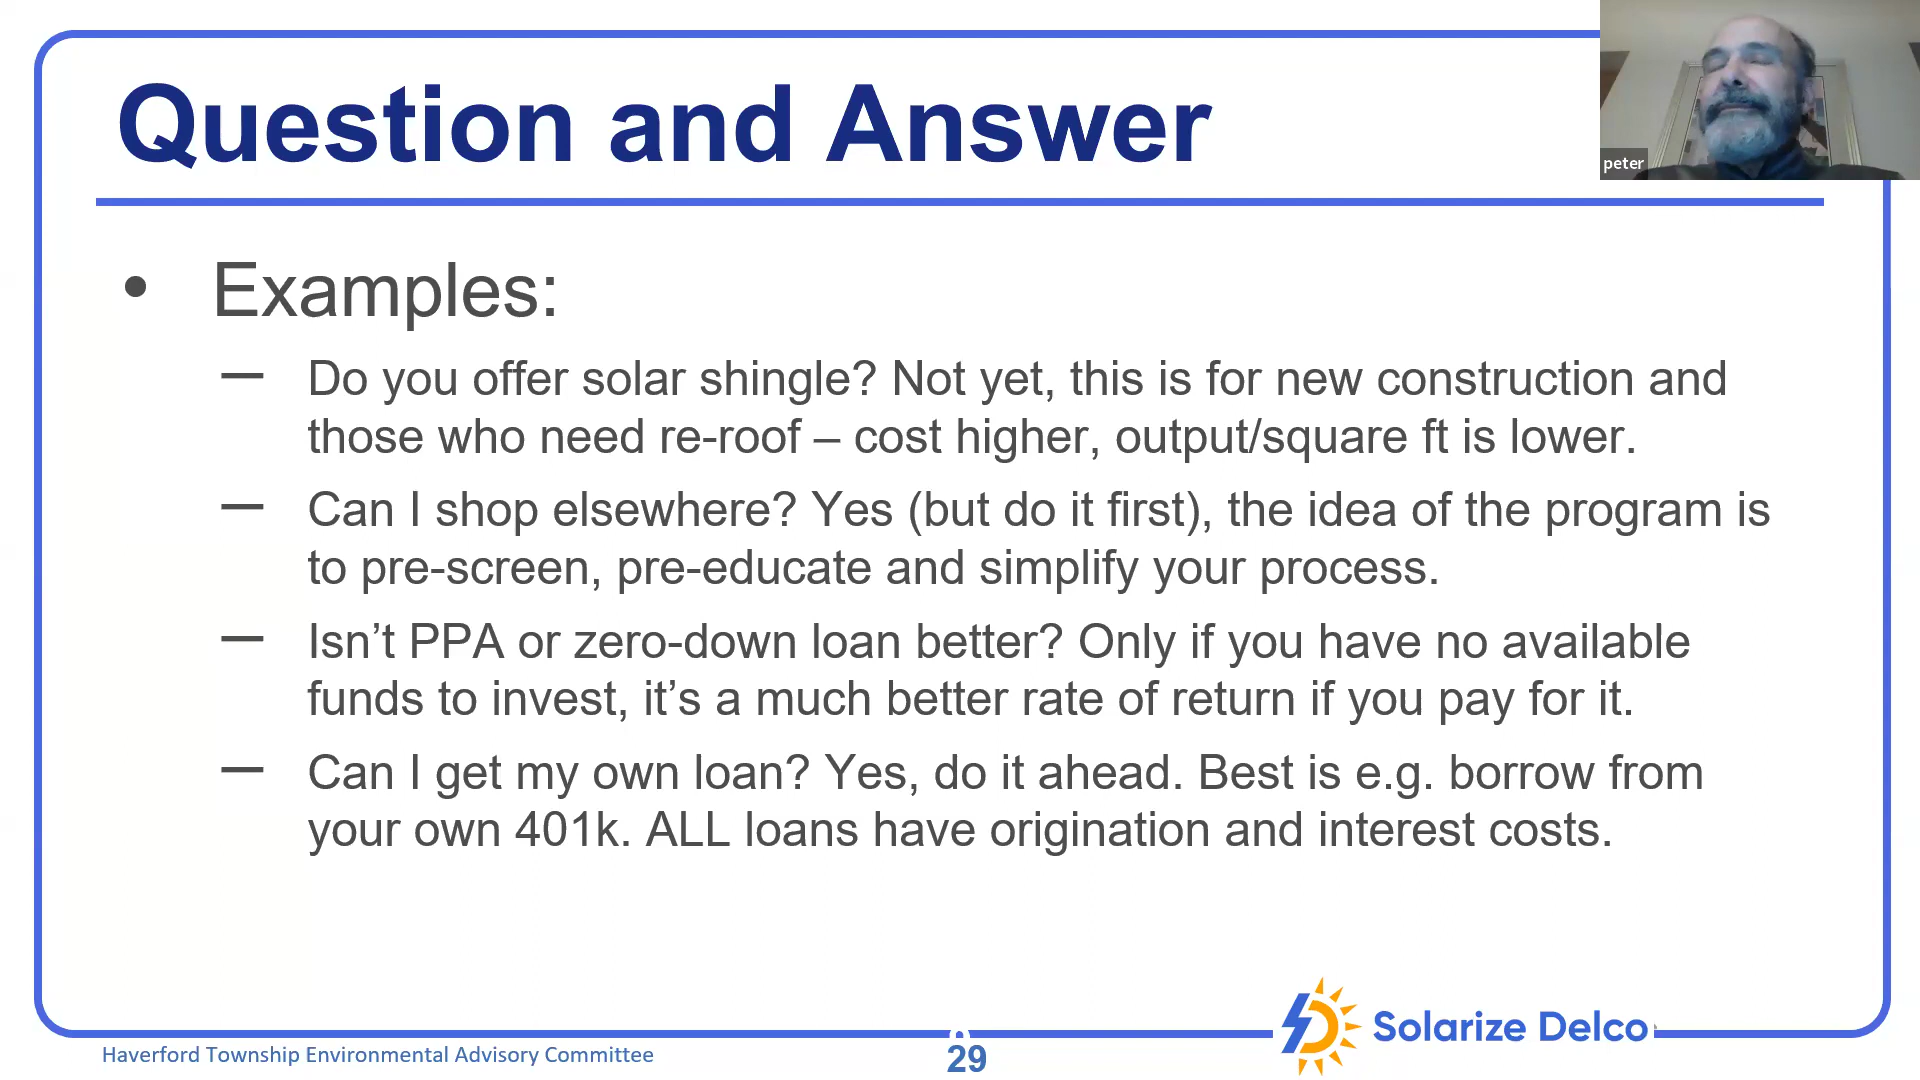 Question and Answer
peter
• Examples:
– Do you offer solar shingle? Not yet, this is for new construction and
those who need re-roof – cost higher, output/square ft is lower.
– Can I shop elsewhere? Yes (but do it first), the idea of the program is
to pre-screen, pre-educate and simplify your process.
– Isn’t PPA or zero-down loan better? Only if you have no available
funds to invest, it’s a much better rate of return if you pay for it.
– Can I get my own loan? Yes, do it ahead. Best is e.g. borrow from
your own 401k. ALL loans have origination and interest costs.
Haverford Township Environmental Advisory Committee
29
Solarize Delco